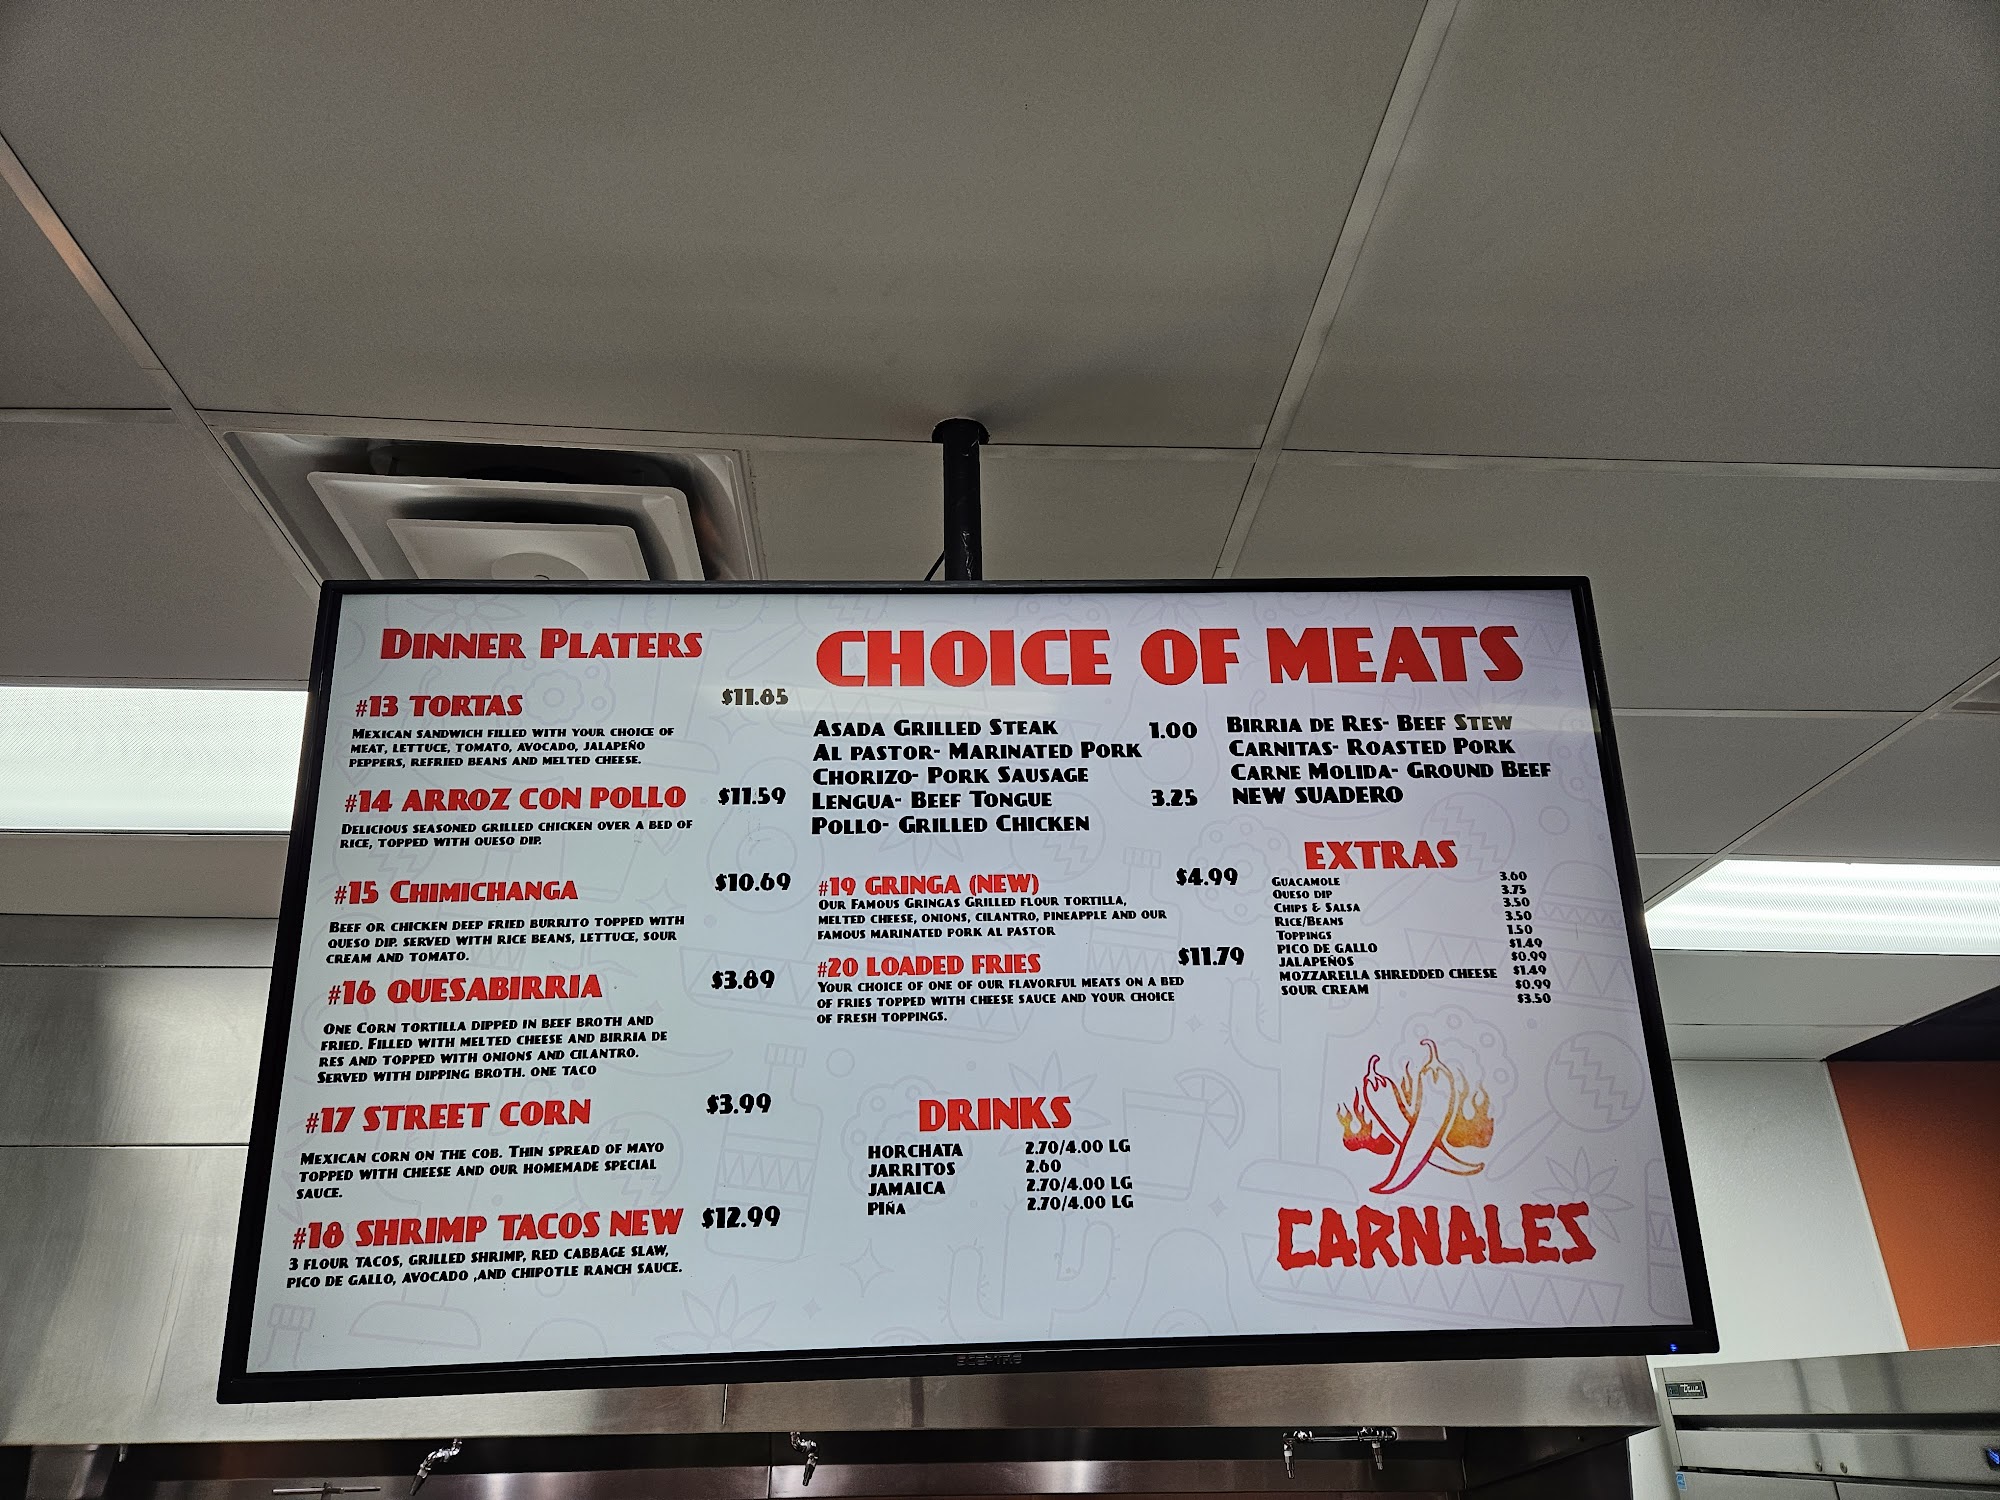 DINNER PLATERS
#13 TORTAS $11.85
MEXICAN SANDWICH FILLED WITH YOUR CHOICE OF
MEAT, LETTUCE, TOMATO, AVOCADO, JALAPEÑO
PEPPERS, REFRIED BEANS AND MELTED CHEESE.
#14 ARROZ CON POLLO $11.59
DELICIOUS SEASONED GRILLED CHICKEN OVER A BED OF
RICE, TOPPED WITH QUESO DIP.
#15 CHIMICHANGA $10.69
BEEF OR CHICKEN DEEP FRIED BURRITO TOPPED WITH
QUESO DIP. SERVED WITH RICE BEANS, LETTUCE, SOUR
CREAM AND TOMATO.
#16 QUESABIRRIA $3.89
ONE CORN TORTILLA DIPPED IN BEEF BROTH AND
FRIED. FILLED WITH MELTED CHEESE AND BIRRIA DE
RES AND TOPPED WITH ONIONS AND CILANTRO.
SERVED WITH DIPPING BROTH. ONE TACO
#17 STREET CORN $3.99
MEXICAN CORN ON THE COB. THIN SPREAD OF MAYO
TOPPED WITH CHEESE AND OUR HOMEMADE SPECIAL
SAUCE.
#18 SHRIMP TACOS NEW $12.99
3 FLOUR TACOS, GRILLED SHRIMP, RED CABBAGE SLAW,
PICO DE GALLO, AVOCADO ,AND CHIPOTLE RANCH SAUCE.
CHOICE OF MEATS
ASADA GRILLED STEAK 1.00
AL PASTOR- MARINATED PORK
CHORIZO- PORK SAUSAGE
LENGUA- BEEF TONGUE 3.25
POLLO- GRILLED CHICKEN
BIRRIA DE RES- BEEF STEW
CARNITAS- ROASTED PORK
CARNE MOLIDA- GROUND BEEF
NEW SUADERO
#19 GRINGA (NEW) $4.99
OUR FAMOUS GRINGAS GRILLED FLOUR TORTILLA,
MELTED CHEESE, ONIONS, CILANTRO, PINEAPPLE AND OUR
FAMOUS MARINATED PORK AL PASTOR
#20 LOADED FRIES $11.79
YOUR CHOICE OF ONE OF OUR FLAVORFUL MEATS ON A BED
OF FRIES TOPPED WITH CHEESE SAUCE AND YOUR CHOICE
OF FRESH TOPPINGS.
EXTRAS
GUACAMOLE 3.60
QUESO DIP 3.75
CHIPS & SALSA 3.50
RICE/BEANS 3.50
TOPPINGS 1.50
PICO DE GALLO $1.49
JALAPEÑOS $0.99
MOZZARELLA SHREDDED CHEESE $1.49
SOUR CREAM $0.99
$3.50
DRINKS
HORCHATA 2.70/4.00 LG
JARRITOS 2.60
JAMAICA 2.70/4.00 LG
PIÑA 2.70/4.00 LG
CARNALES
SCEPTRE
True